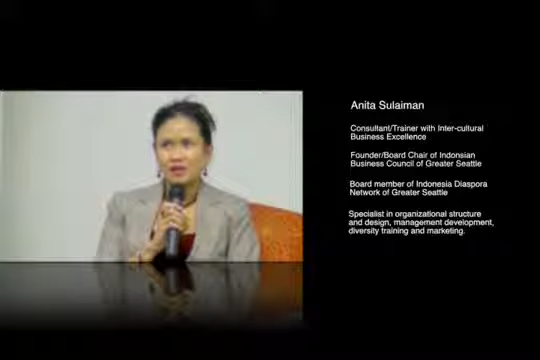 Anita Sulaiman
Consultant/Trainer with Inter-cultural
Business Excellence
Founder/Board Chair of Indonsian
Business Council of Greater Seattle
Board member of Indonesia Diaspora
Network of Greater Seattle
Specialist in organizational structure
and design, management development,
diversity training and marketing.